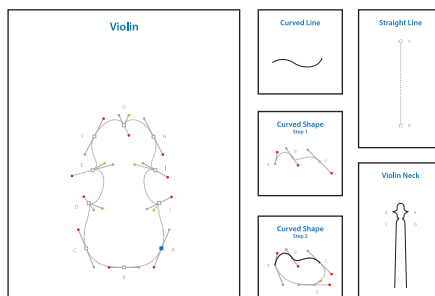 Violin
G
F
H
E
I
D
J
C
A
B
Curved Line
Curved Shape
Step 1
B
A
C
Curved Shape
Step 2
B
A
C
D
Straight Line
A
B
Violin Neck
A
B
C
D